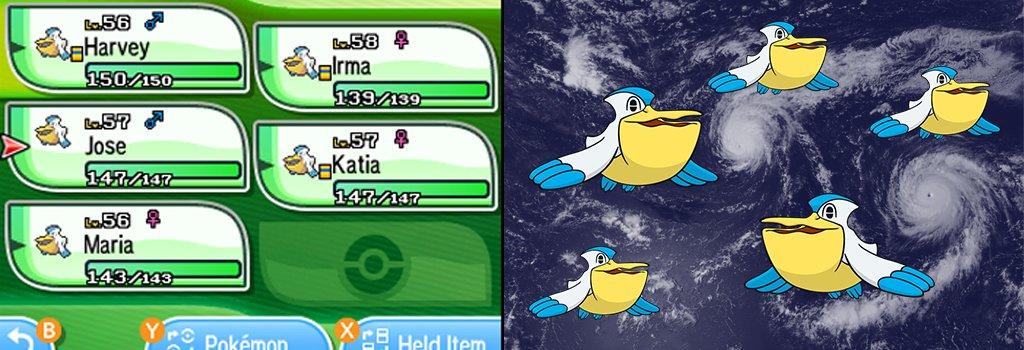 Lv.56 ♂
Harvey
150/150
Lv.58 ♀
Irma
139/139
Lv.57 ♂
Jose
147/147
Lv.57 ♀
Katia
147/147
Lv.56 ♀
Maria
143/143
B
Y Pokémon
X Held Item